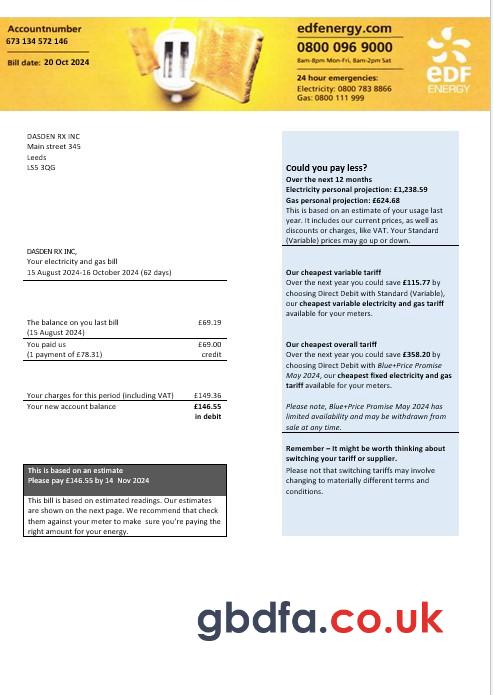 Accountnumber
673 134 572 146
Bill date: 20 Oct 2024
edfenergy.com
0800 096 9000
8am-8pm Mon-Fri, 8am-2pm Sat
24 hour emergencies:
Electricity: 0800 783 8866
Gas: 0800 111 999
eDF
ENERGY
DASDEN RX INC
Main street 345
Leeds
LS5 3QG
DASDEN RX INC,
Your electricity and gas bill
15 August 2024-16 October 2024 (62 days)
The balance on you last bill £69.19
(15 August 2024)
You paid us £69.00
(1 payment of £78.31) credit
Your charges for this period (including VAT) £149.36
Your new account balance £146.55
in debit
This is based on an estimate
Please pay £146.55 by 14 Nov 2024
This bill is based on estimated readings. Our estimates
are shown on the next page. We recommend that check
them against your meter to make sure you're paying the
right amount for your energy.
Could you pay less?
Over the next 12 months
Electricity personal projection: £1,238.59
Gas personal projection: £624.68
This is based on an estimate of your usage last
year. It includes our current prices, as well as
discounts or charges, like VAT. Your Standard
(Variable) prices may go up or down.
Our cheapest variable tariff
Over the next year you could save £115.77 by
choosing Direct Debit with Standard (Variable),
our cheapest variable electricity and gas tariff
available for your meters.
Our cheapest overall tariff
Over the next year you could save £358.20 by
choosing Direct Debit with Blue+Price Promise
May 2024, our cheapest fixed electricity and gas
tariff available for your meters.
Please note, Blue+Price Promise May 2024 has
limited availability and may be withdrawn from
sale at any time.
Remember – It might be worth thinking about
switching your tariff or supplier.
Please not that switching tariffs may involve
changing to materially different terms and
conditions.
gbdfa.co.uk